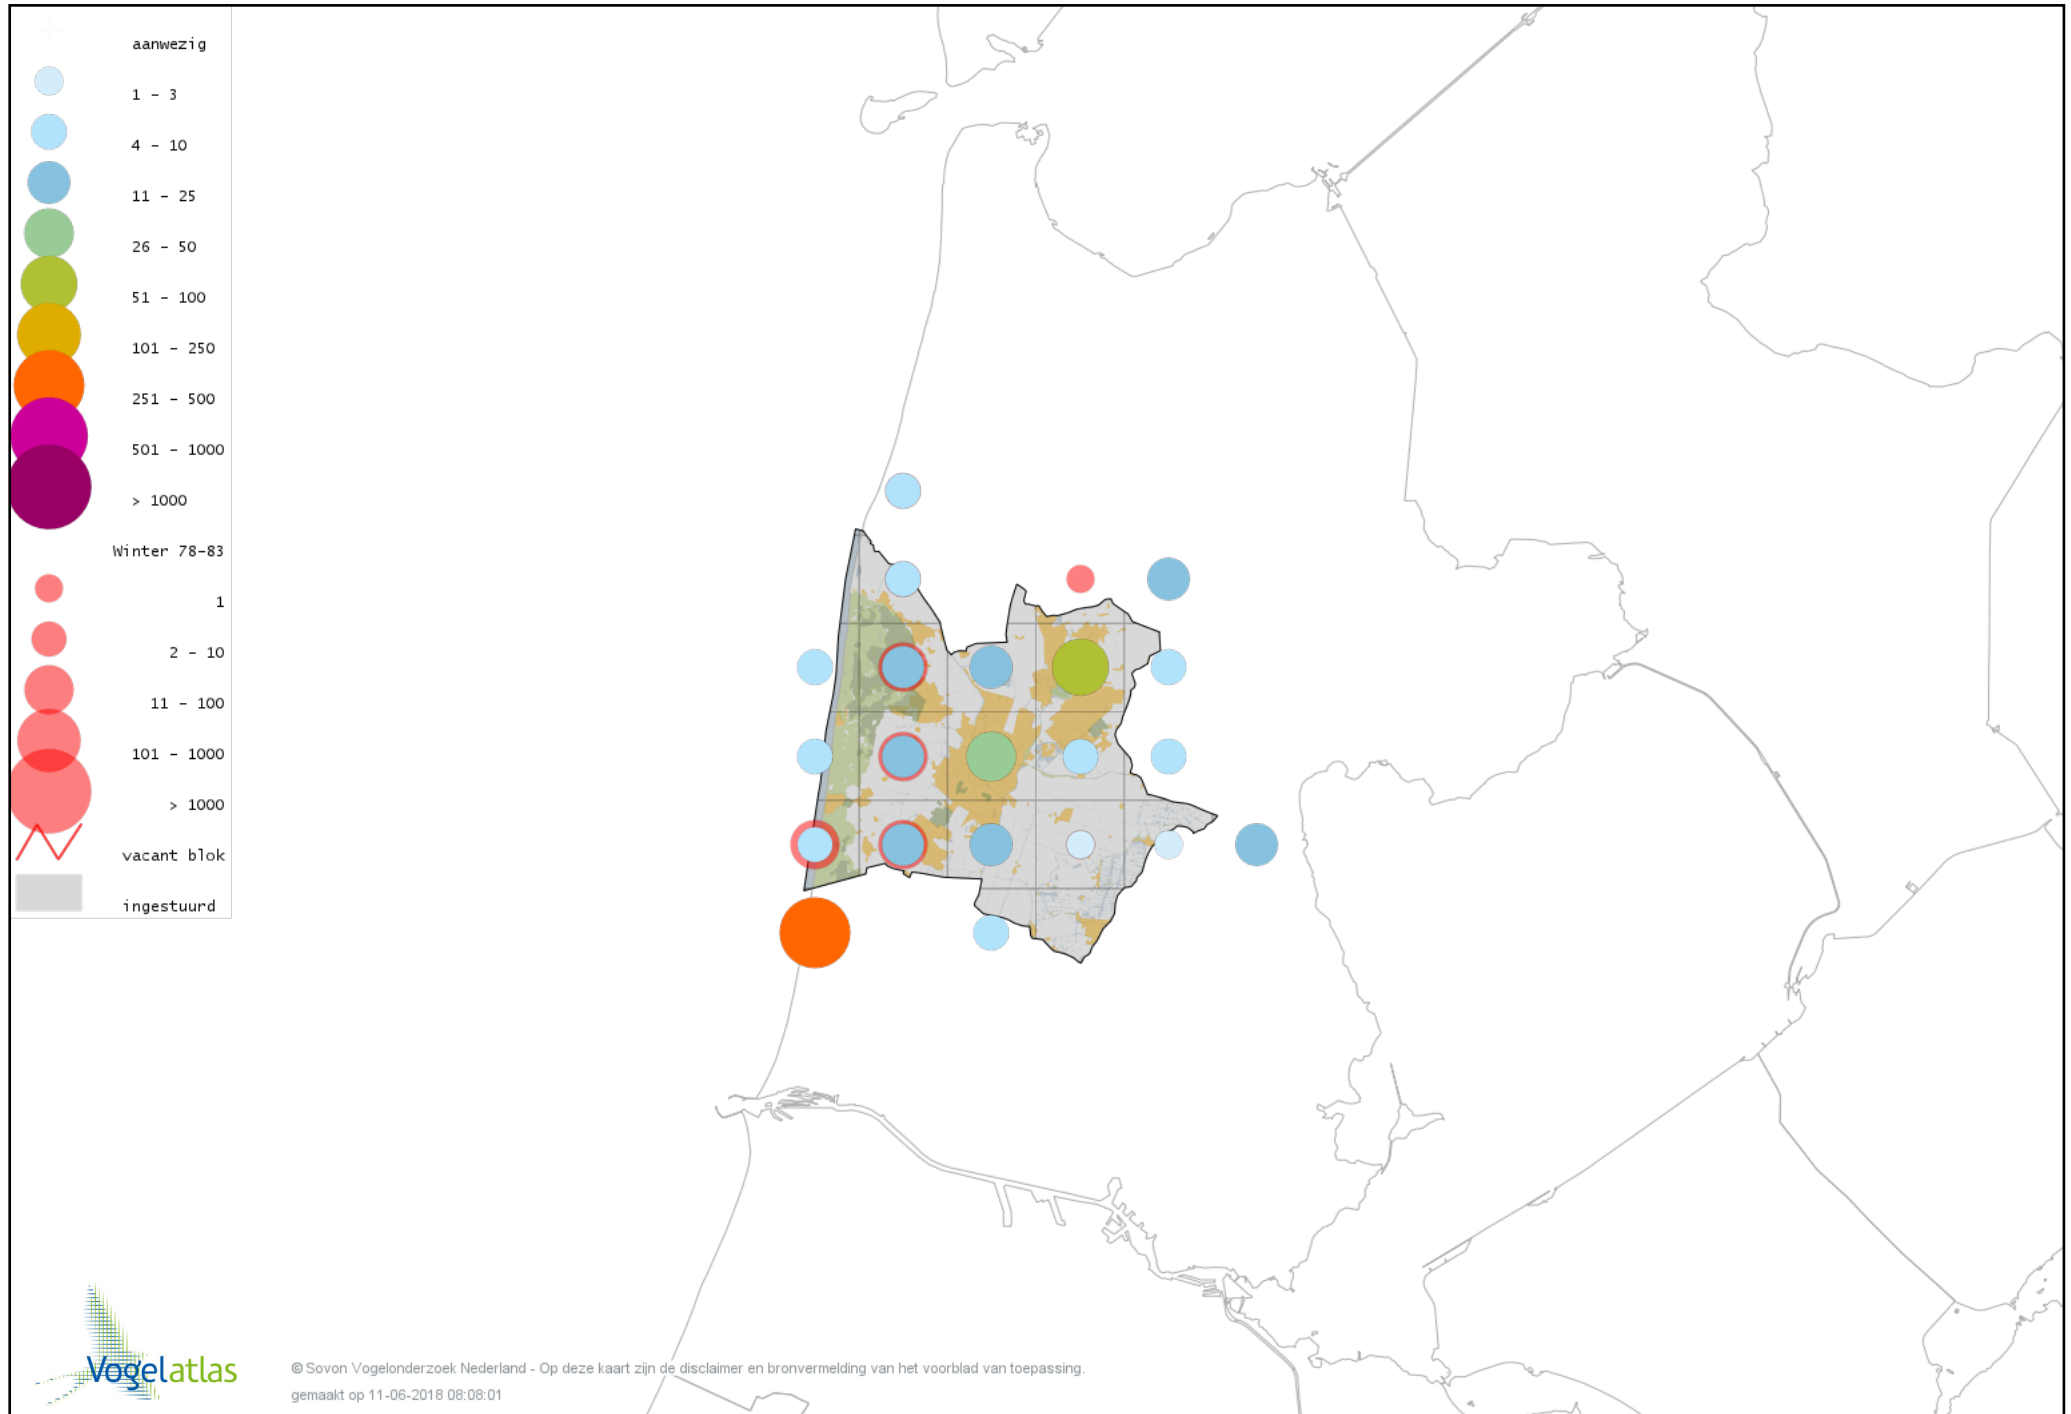 aanwezig
1 - 3
4 - 10
11 - 25
26 - 50
51 - 100
101 - 250
251 - 500
501 - 1000
> 1000
Winter 78-83
1
2 - 10
11 - 100
101 - 1000
> 1000
vacant blok
ingestuurd
Vogelatlas
© Sovon Vogelonderzoek Nederland - Op deze kaart zijn de disclaimer en bronvermelding van het voorblad van toepassing.
gemaakt op 11-06-2018 08:08:01